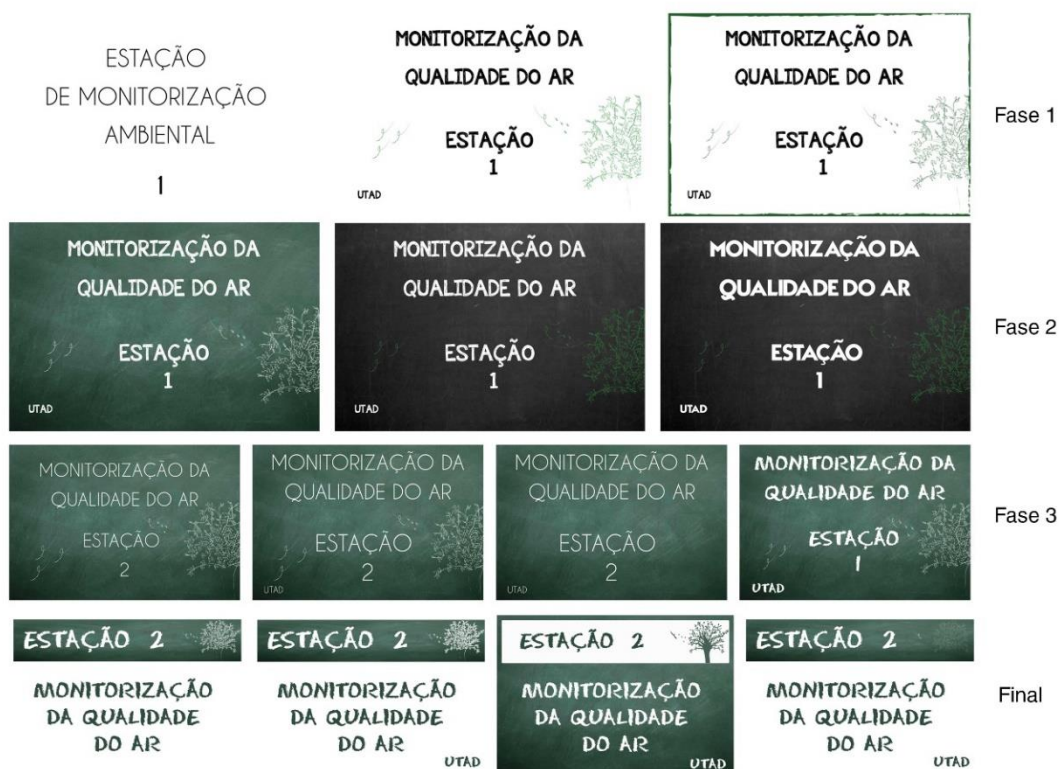 ESTAÇÃO
DE MONITORIZAÇÃO
AMBIENTAL
1
MONITORIZAÇÃO DA
QUALIDADE DO AR
ESTAÇÃO
1
UTAD
MONITORIZAÇÃO DA
QUALIDADE DO AR
ESTAÇÃO
1
UTAD
Fase 1
MONITORIZAÇÃO DA
QUALIDADE DO AR
ESTAÇÃO
1
UTAD
MONITORIZAÇÃO DA
QUALIDADE DO AR
ESTAÇÃO
1
UTAD
MONITORIZAÇÃO DA
QUALIDADE DO AR
ESTAÇÃO
1
UTAD
Fase 2
MONITORIZAÇÃO DA
QUALIDADE DO AR
ESTAÇÃO
2
UTAD
MONITORIZAÇÃO DA
QUALIDADE DO AR
ESTAÇÃO
2
UTAD
MONITORIZAÇÃO DA
QUALIDADE DO AR
ESTAÇÃO
2
UTAD
MONITORIZAÇÃO DA
QUALIDADE DO AR
ESTAÇÃO
1
UTAD
Fase 3
ESTAÇÃO 2
MONITORIZAÇÃO
DA QUALIDADE
DO AR
ESTAÇÃO 2
MONITORIZAÇÃO
DA QUALIDADE
DO AR
UTAD
ESTAÇÃO 2
MONITORIZAÇÃO
DA QUALIDADE
DO AR
UTAD
ESTAÇÃO 2
MONITORIZAÇÃO
DA QUALIDADE
DO AR
UTAD
Final